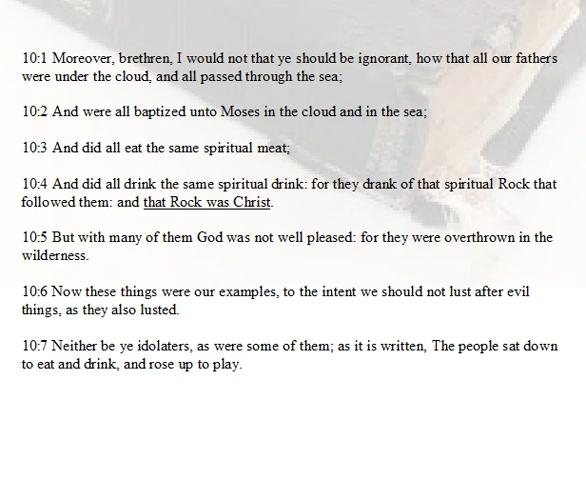 10:1 Moreover, brethren, I would not that ye should be ignorant, how that all our fathers
were under the cloud, and all passed through the sea;
10:2 And were all baptized unto Moses in the cloud and in the sea;
10:3 And did all eat the same spiritual meat;
10:4 And did all drink the same spiritual drink: for they drank of that spiritual Rock that
followed them: and that Rock was Christ.
10:5 But with many of them God was not well pleased: for they were overthrown in the
wilderness.
10:6 Now these things were our examples, to the intent we should not lust after evil
things, as they also lusted.
10:7 Neither be ye idolaters, as were some of them; as it is written, The people sat down
to eat and drink, and rose up to play.